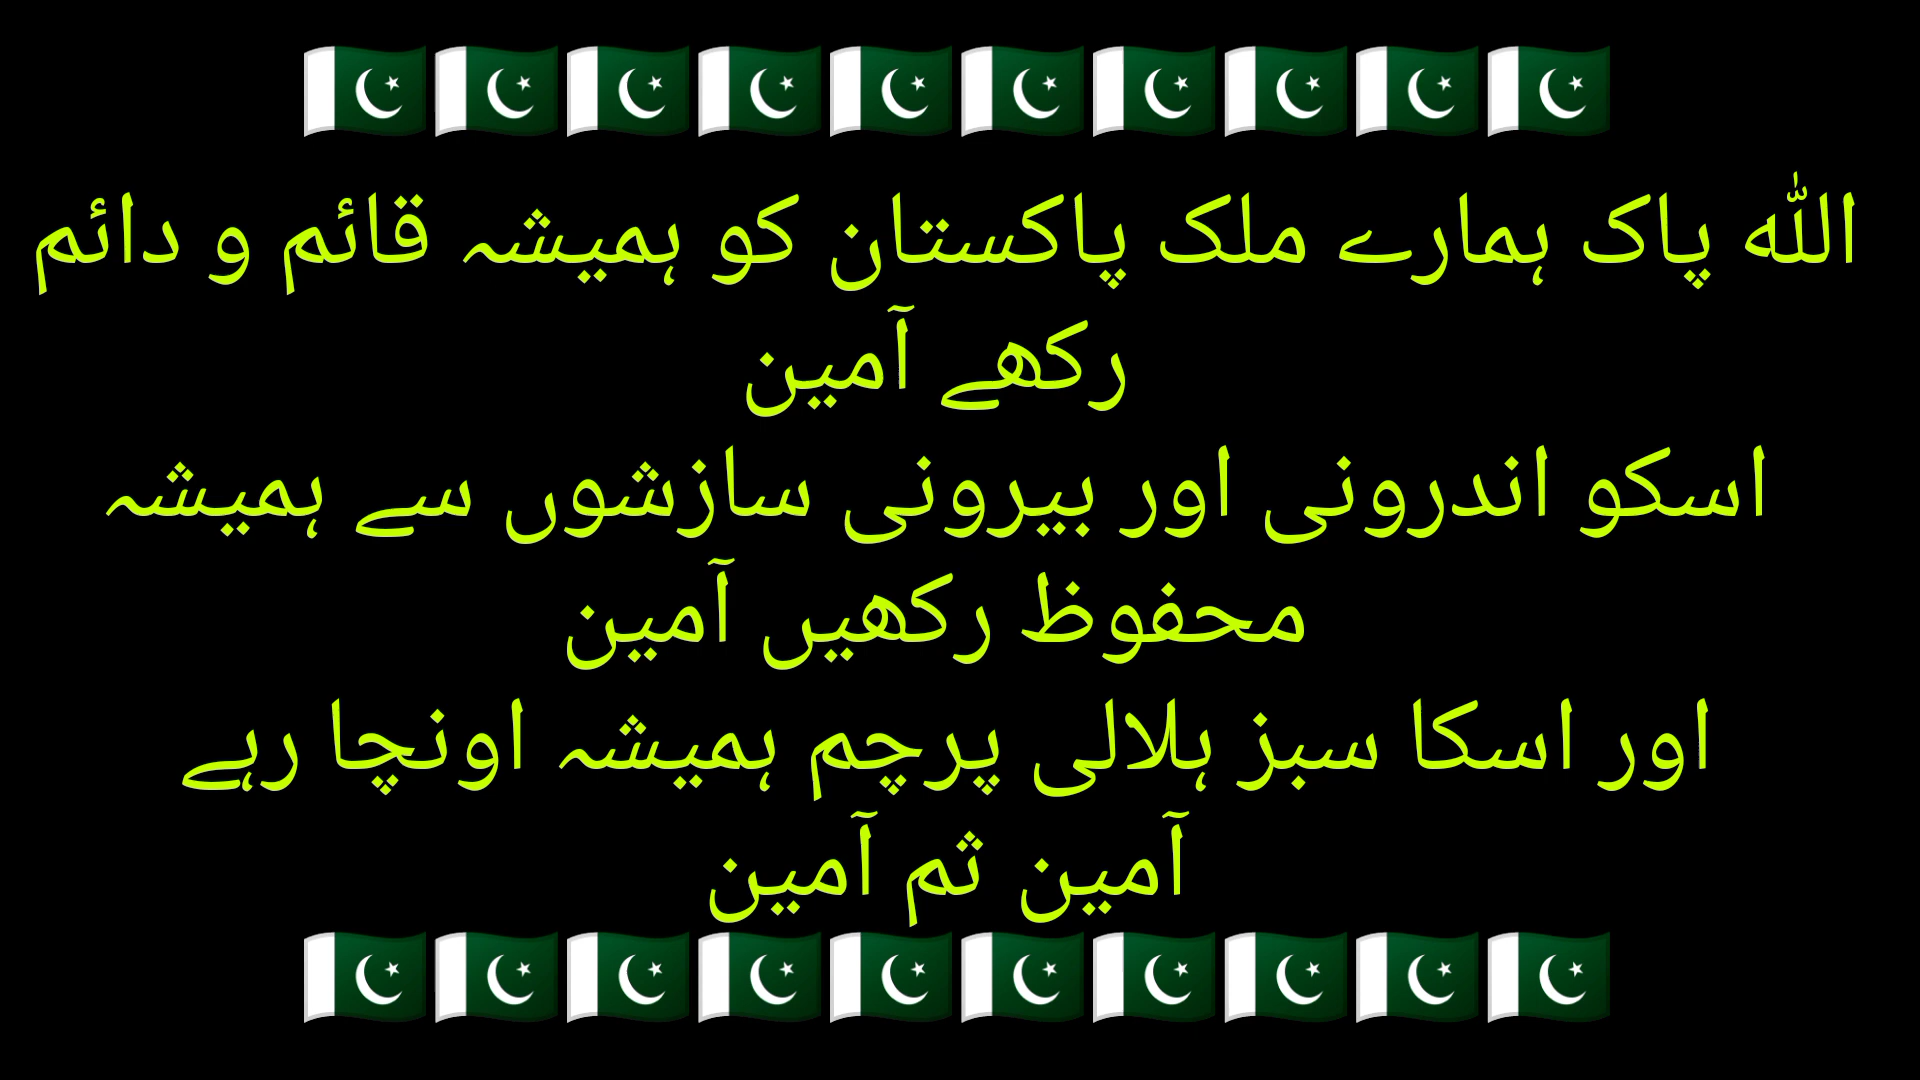 🇵🇰🇵🇰🇵🇰🇵🇰🇵🇰🇵🇰🇵🇰🇵🇰🇵🇰🇵🇰
اللہ پاک ہمارے ملک پاکستان کو ہمیشہ قائم و دائم
رکھے آمین
اسکو اندرونی اور بیرونی سازشوں سے ہمیشہ
محفوظ رکھیں آمین
اور اسکا سبز ہلالی پرچم ہمیشہ اونچا رہے
آمین ثم آمین
🇵🇰🇵🇰🇵🇰🇵🇰🇵🇰🇵🇰🇵🇰🇵🇰🇵🇰🇵🇰